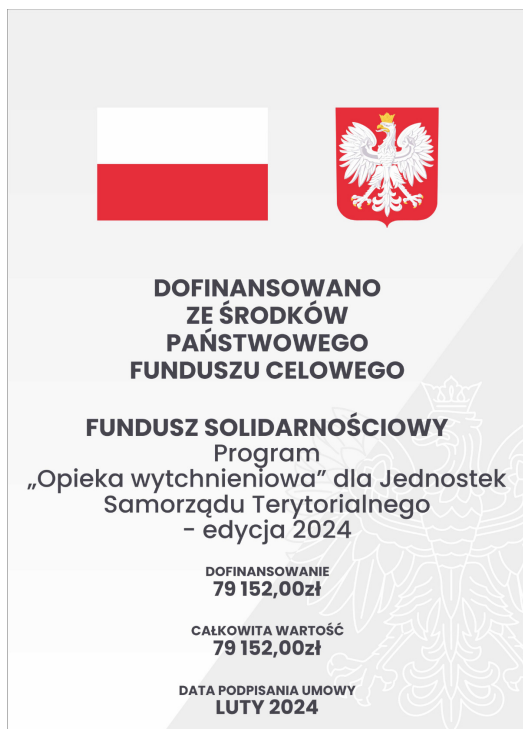 DOFINANSOWANO
ZE ŚRODKÓW
PAŃSTWOWEGO
FUNDUSZU CELOWEGO
FUNDUSZ SOLIDARNOŚCIOWY
Program
„Opieka wytchnieniowa” dla Jednostek
Samorządu Terytorialnego
- edycja 2024
DOFINANSOWANIE
79 152,00zł
CAŁKOWITA WARTOŚĆ
79 152,00zł
DATA PODPISANIA UMOWY
LUTY 2024